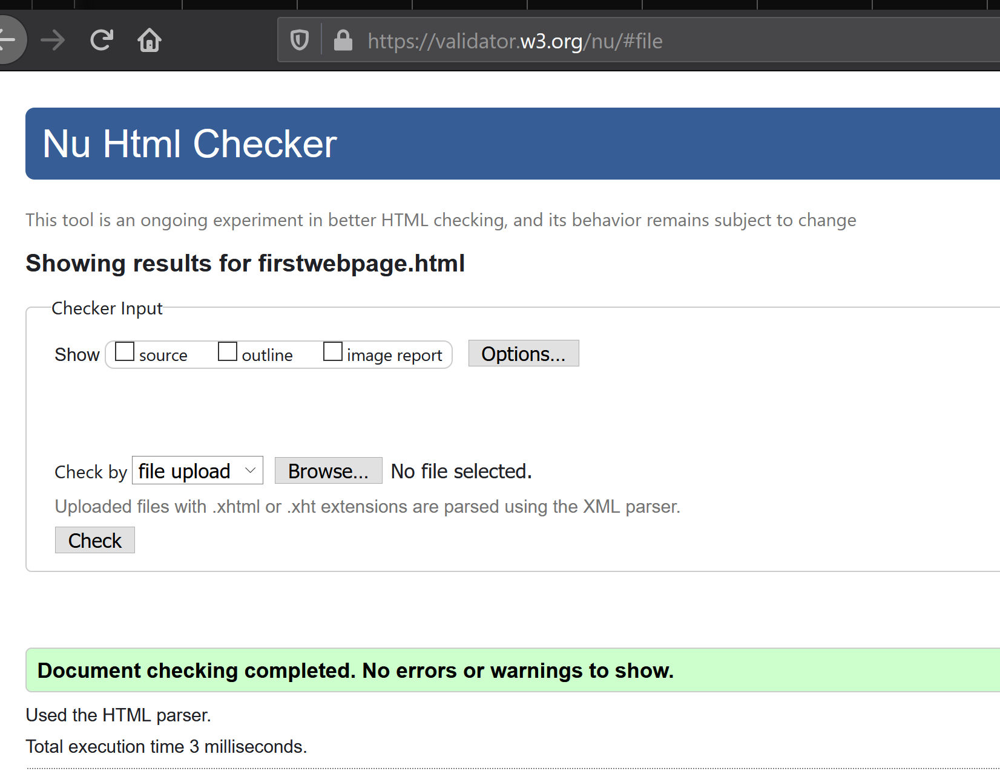 https://validator.w3.org/nu/#file
Nu Html Checker
This tool is an ongoing experiment in better HTML checking, and its behavior remains subject to change
Showing results for firstwebpage.html
Checker Input
Show source outline image report Options...
Check by file upload Browse... No file selected.
Uploaded files with .xhtml or .xht extensions are parsed using the XML parser.
Check
Document checking completed. No errors or warnings to show.
Used the HTML parser.
Total execution time 3 milliseconds.